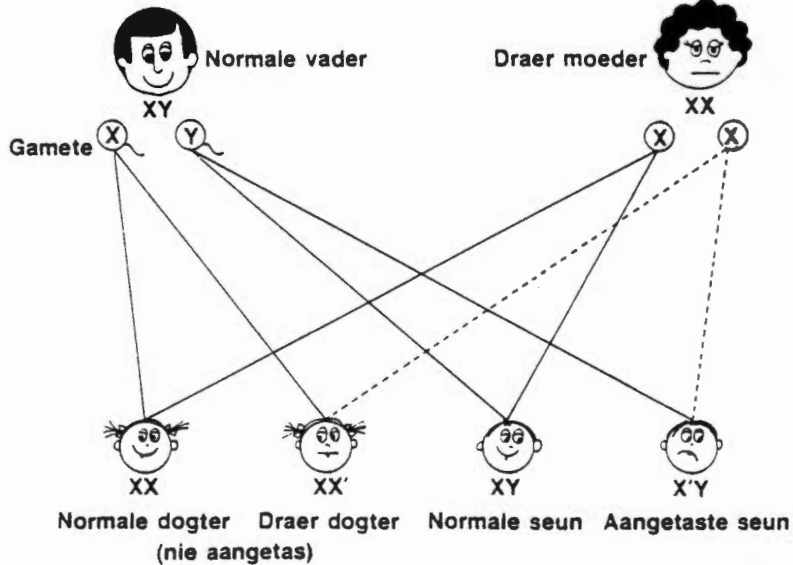 Normale vader
Draer moeder
XY
XX
Gamete
X
Y
X
X
XX
XX'
XY
X'Y
Normale dogter
Draer dogter
Normale seun
Aangetaste seun
(nie aangetas)